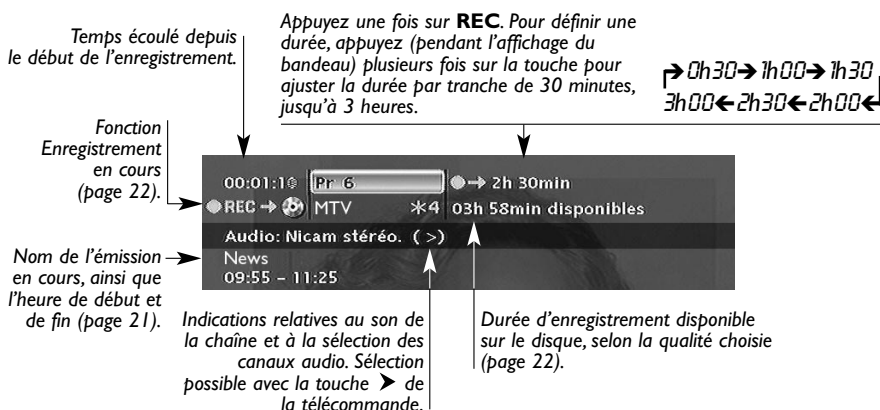 Temps écoulé depuis
le début de l'enregistrement.
Appuyez une fois sur REC. Pour définir une
durée, appuyez (pendant l'affichage du
bandeau) plusieurs fois sur la touche pour
ajuster la durée par tranche de 30 minutes,
jusqu'à 3 heures.
0h30➔1h00➔1h30
3h00←2h30←2h00←
Fonction
Enregistrement
en cours
(page 22).
00:01:10 Pr 6 ●→ 2h 30min
●REC → MTV *4 03h 58min disponibles
Audio: Nicam stéréo. (>)
News
09:55 - 11:25
Nom de l'émission
en cours, ainsi que
l'heure de début et
de fin (page 21).
Indications relatives au son de
la chaîne et à la sélection des
canaux audio. Sélection
possible avec la touche ➤ de
la télécommande.
Durée d'enregistrement disponible
sur le disque, selon la qualité choisie
(page 22).